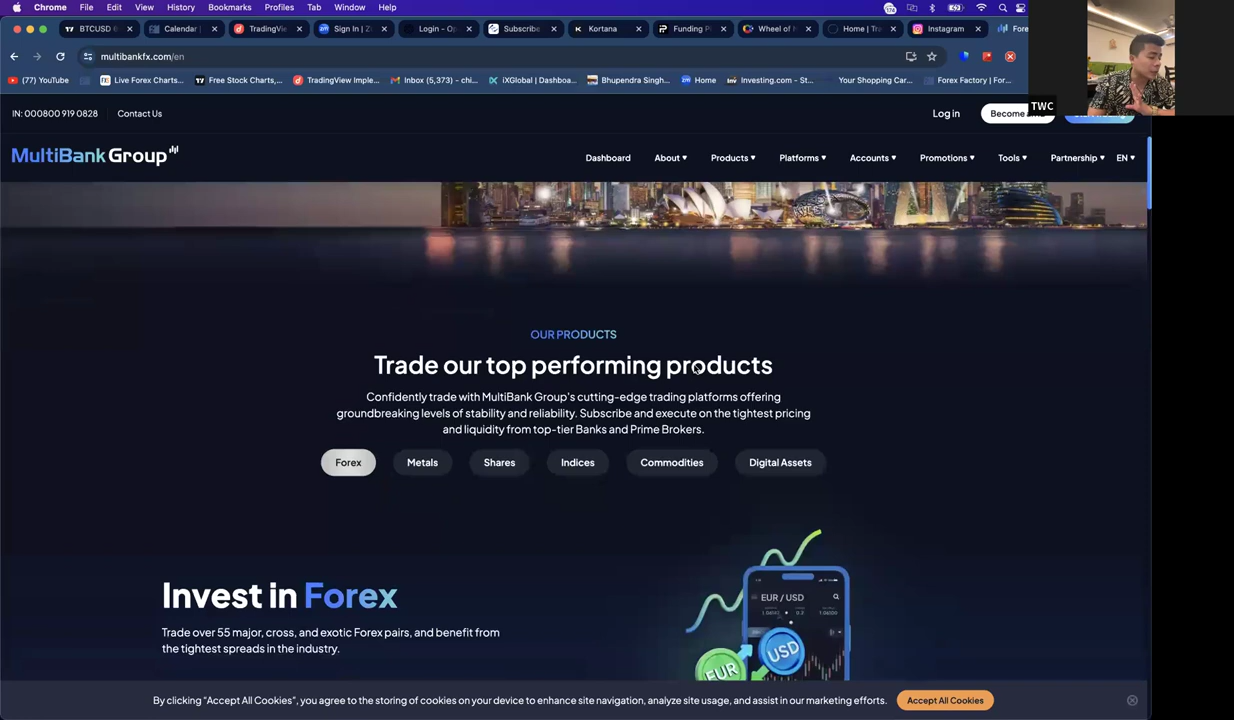 Chrome File Edit View History Bookmarks Profiles Tab Window Help
BTCUSD Calendar TradingVi Sign In | Z Login - Op Subscribe Kortana Funding P Wheel of Home | Tra Instagram Fore
multibankfx.com/en
(77) YouTube Live Forex Charts... Free Stock Charts,... TradingView Imple... Inbox (5,373) - chi... iXGlobal | Dashboa... Bhupendra Singh... Home Investing.com - St... Your Shopping Car... Forex Factory | For...
TWC
IN: 000800 919 0828 Contact Us Log in Become
MultiBank Group
Dashboard About Products Platforms Accounts Promotions Tools Partnership EN
OUR PRODUCTS
Trade our top performing products
Confidently trade with MultiBank Group's cutting-edge trading platforms offering
groundbreaking levels of stability and reliability. Subscribe and execute on the tightest pricing
and liquidity from top-tier Banks and Prime Brokers.
Forex Metals Shares Indices Commodities Digital Assets
Invest in Forex
Trade over 55 major, cross, and exotic Forex pairs, and benefit from
the tightest spreads in the industry.
EUR / USD
USD
EUR
By clicking “Accept All Cookies”, you agree to the storing of cookies on your device to enhance site navigation, analyze site usage, and assist in our marketing efforts. Accept All Cookies